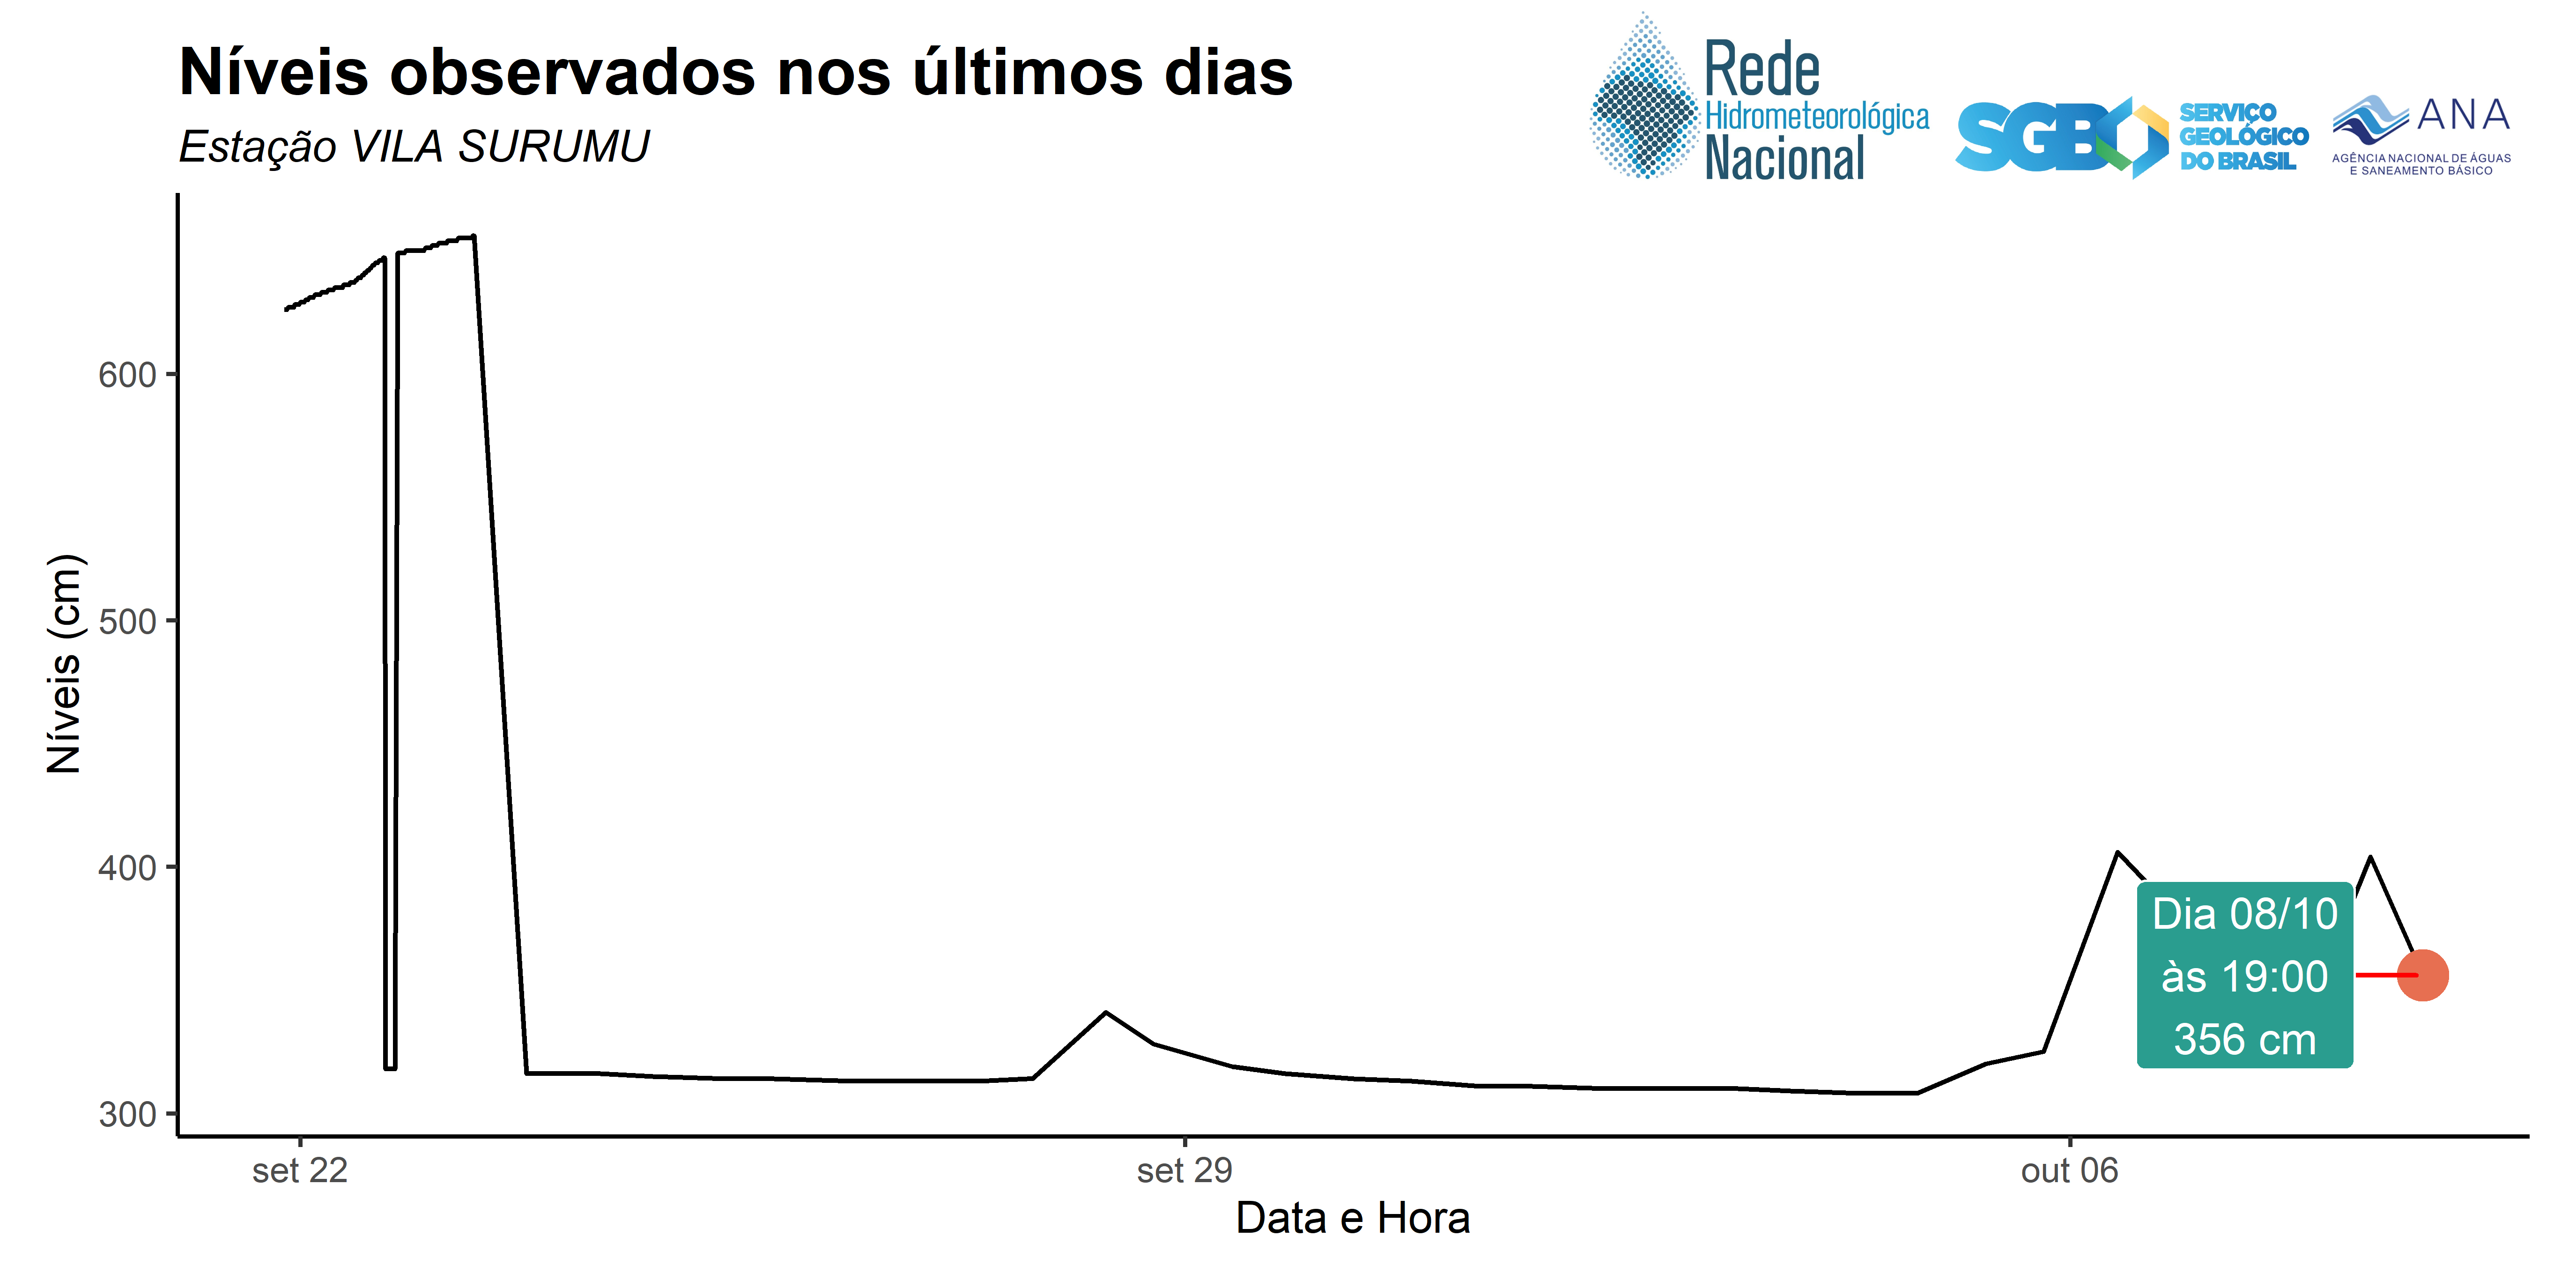 Níveis observados nos últimos dias
Estação VILA SURUMU
Rede
Hidrometeorológica
Nacional
SGB
SERVIÇO
GEOLÓGICO
DO BRASIL
ANA
AGÊNCIA NACIONAL DE ÁGUAS
E SANEAMENTO BÁSICO
Níveis (cm)
600
500
400
300
Dia 08/10
às 19:00
356 cm
set 22
set 29
out 06
Data e Hora